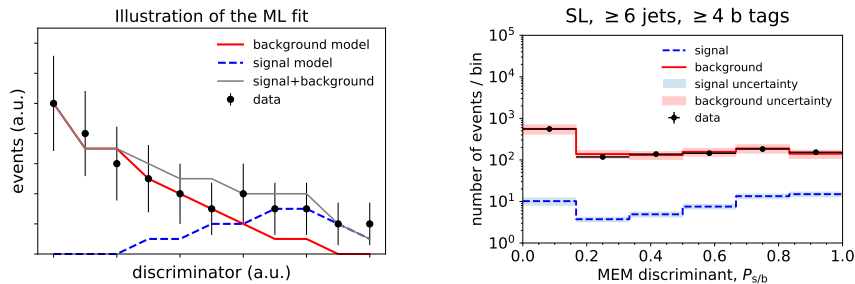 Illustration of the ML fit
events (a.u.)
background model
signal model
signal+background
data
discriminator (a.u.)
SL, ≥6 jets, ≥4 b tags
number of events / bin
10^5
10^4
10^3
10^2
10^1
10^0
signal
background
signal uncertainty
background uncertainty
data
0.0 0.2 0.4 0.6 0.8 1.0
MEM discriminant, P_s/b